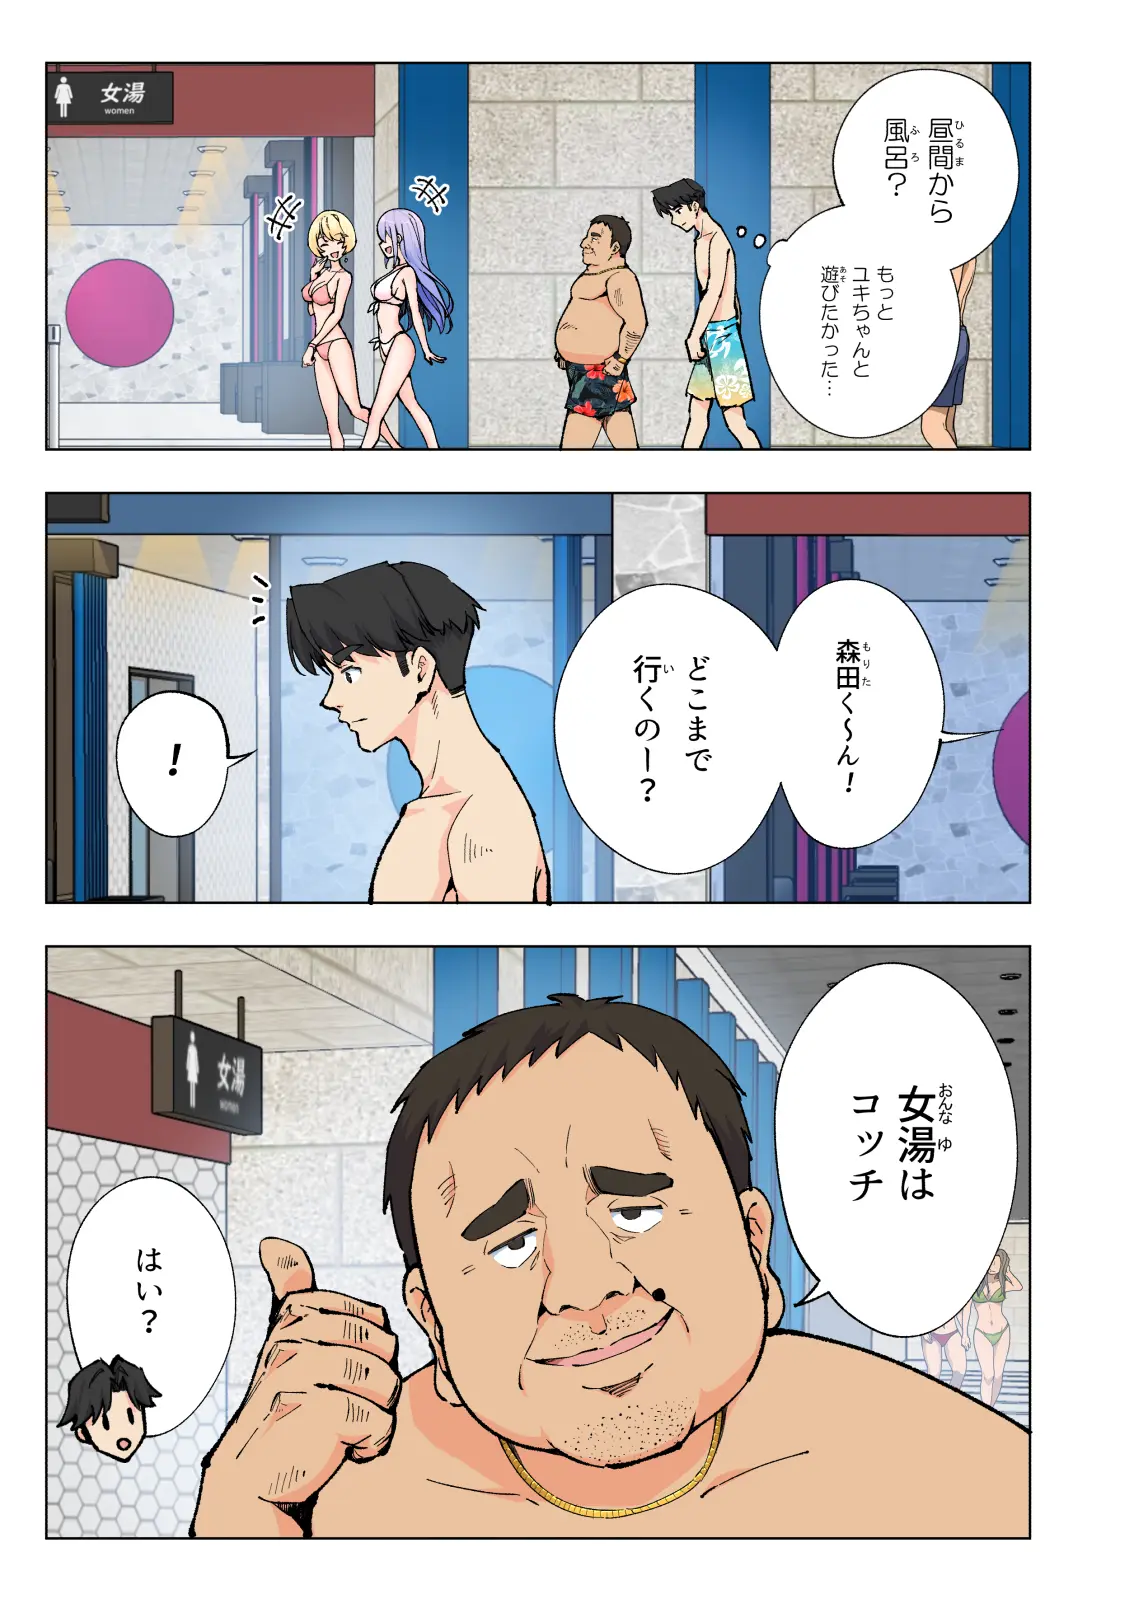 昼間から
風呂？
もっと
ユキちゃんと
遊びたかった…
女湯
women
森田く〜ん！
どこまで
行くのー？
！
女湯は
コッチ
女湯
women
はい？